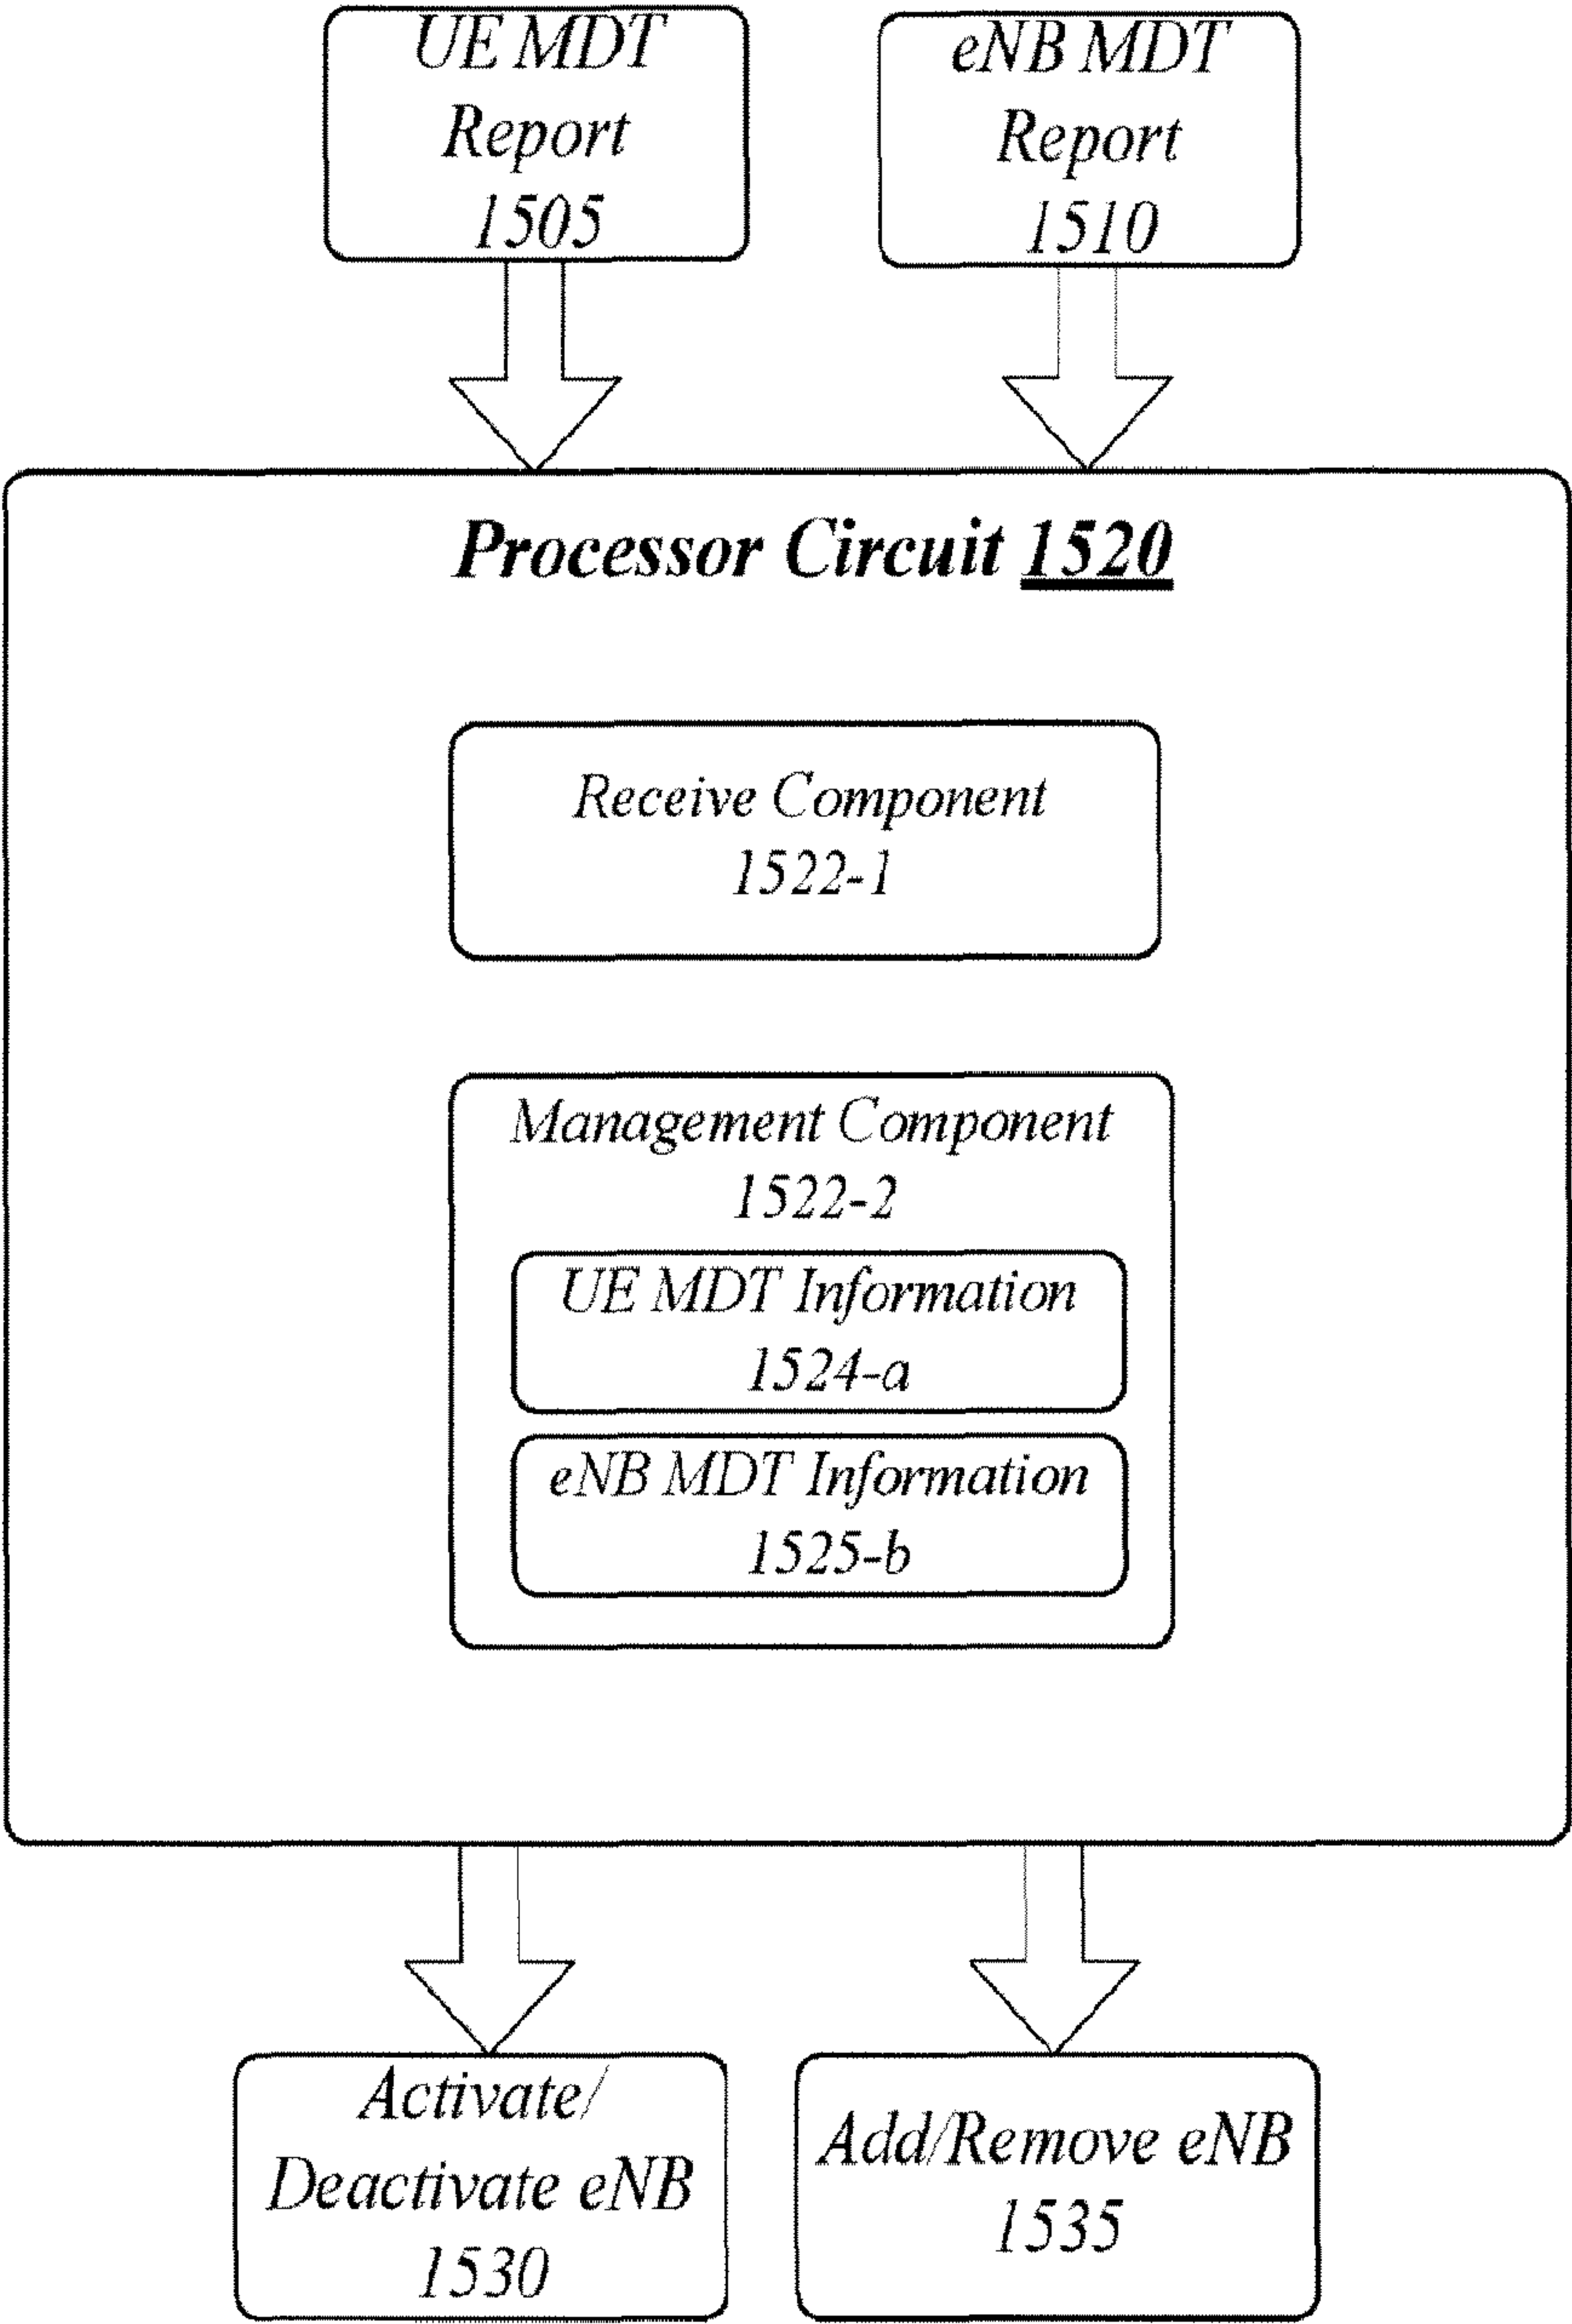 UE MDT
Report
1505
eNB MDT
Report
1510
Processor Circuit 1520
Receive Component
1522-1
Management Component
1522-2
UE MDT Information
1524-a
eNB MDT Information
1525-b
Activate/
Deactivate eNB
1530
Add/Remove eNB
1535